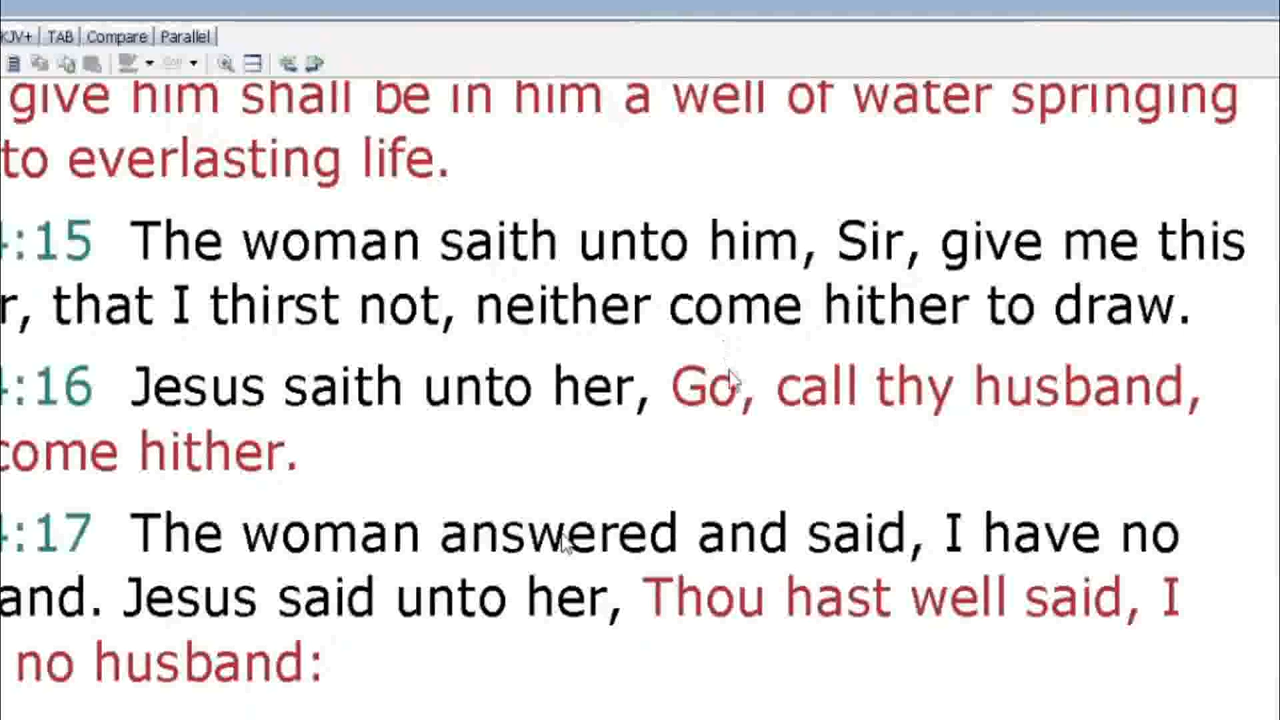 KJV+ TAB Compare Parallel
give him shall be in him a well of water springing
to everlasting life.
4:15 The woman saith unto him, Sir, give me this
r, that I thirst not, neither come hither to draw.
4:16 Jesus saith unto her, Go, call thy husband,
come hither.
4:17 The woman answered and said, I have no
and. Jesus said unto her, Thou hast well said, I
no husband: